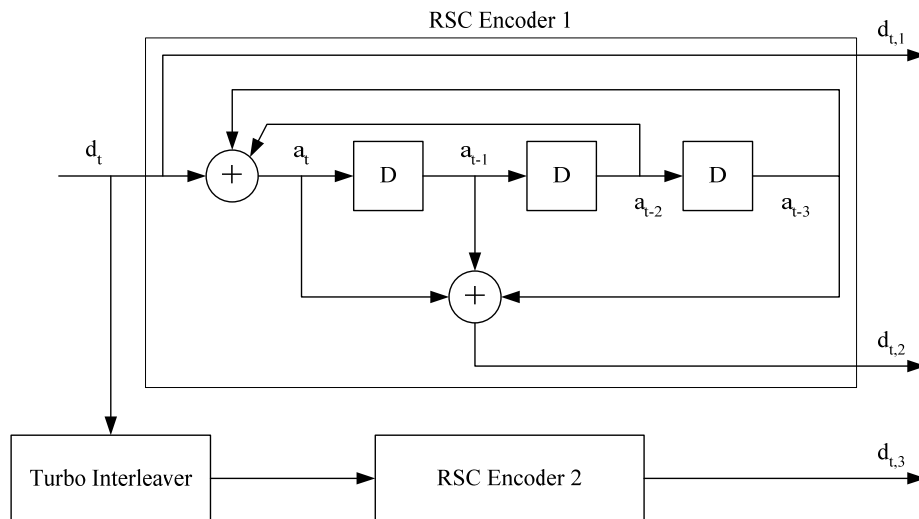 RSC Encoder 1
d_{t,1}
d_t
+
a_t
D
a_{t-1}
D
a_{t-2}
D
a_{t-3}
+
d_{t,2}
Turbo Interleaver
RSC Encoder 2
d_{t,3}